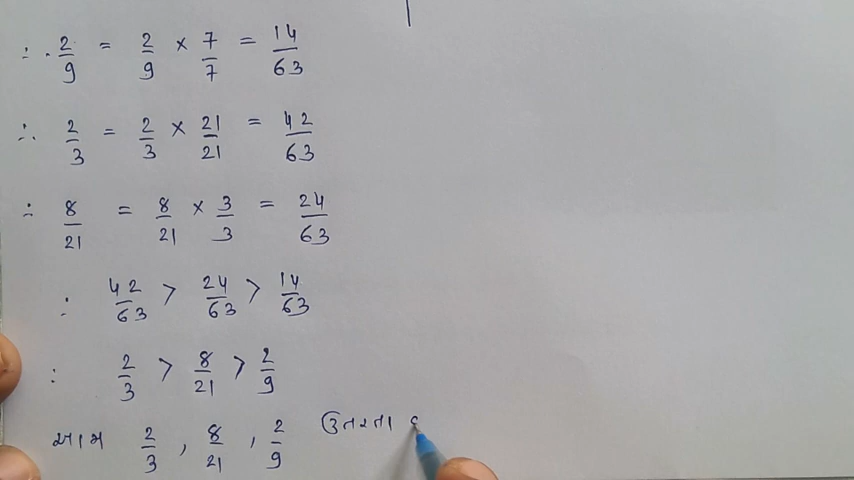 ∴ 2/9 = 2/9 × 7/7 = 14/63
∴ 2/3 = 2/3 × 21/21 = 42/63
∴ 8/21 = 8/21 × 3/3 = 24/63
∴ 42/63 > 24/63 > 14/63
: 2/3 > 8/21 > 2/9
આમ 2/3 , 8/21 , 2/9 ઉતરતા